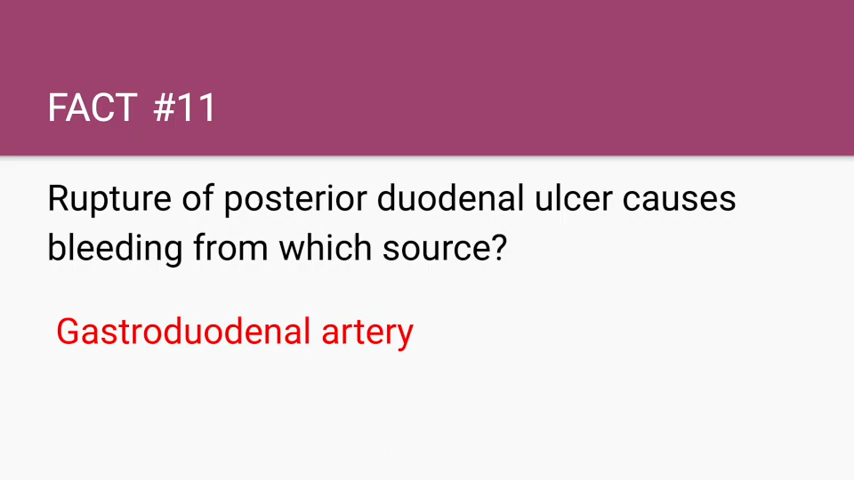 FACT #11
Rupture of posterior duodenal ulcer causes
bleeding from which source?
Gastroduodenal artery